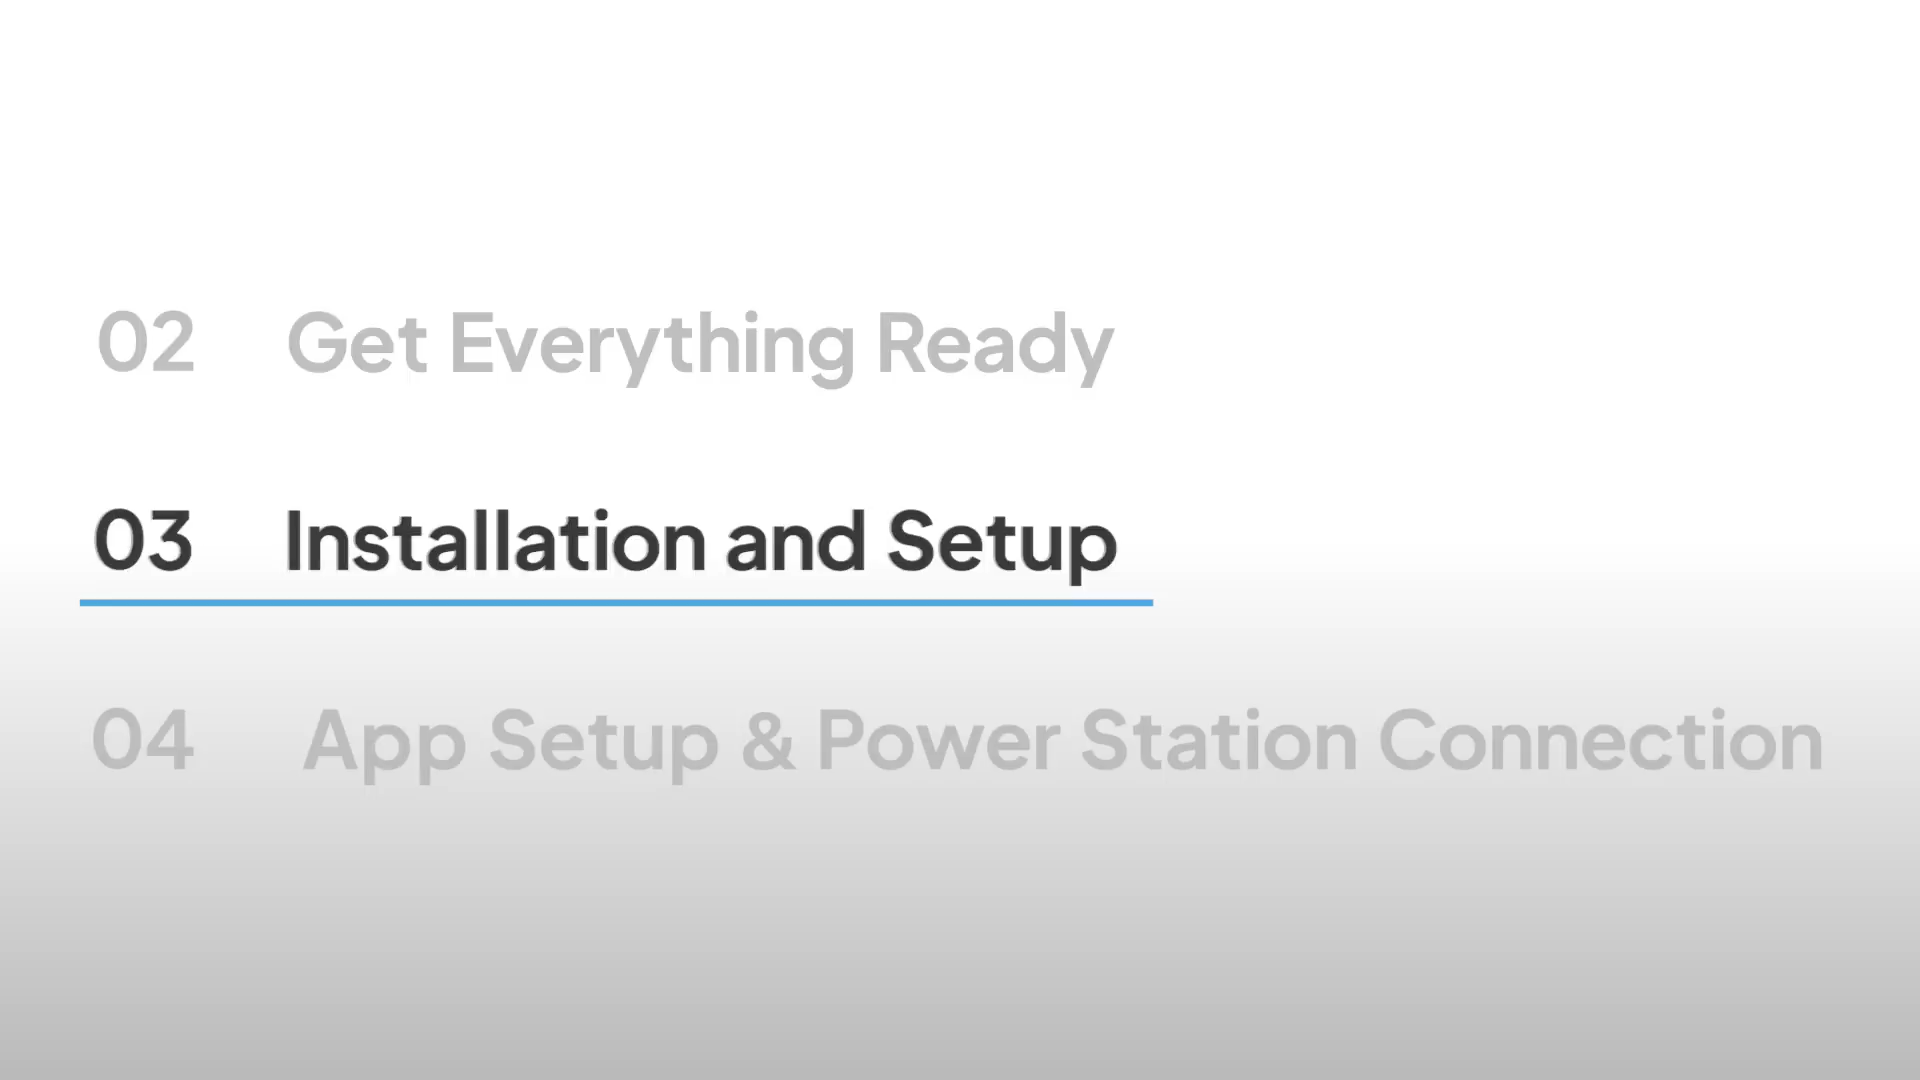 02 Get Everything Ready
03 Installation and Setup
04 App Setup & Power Station Connection